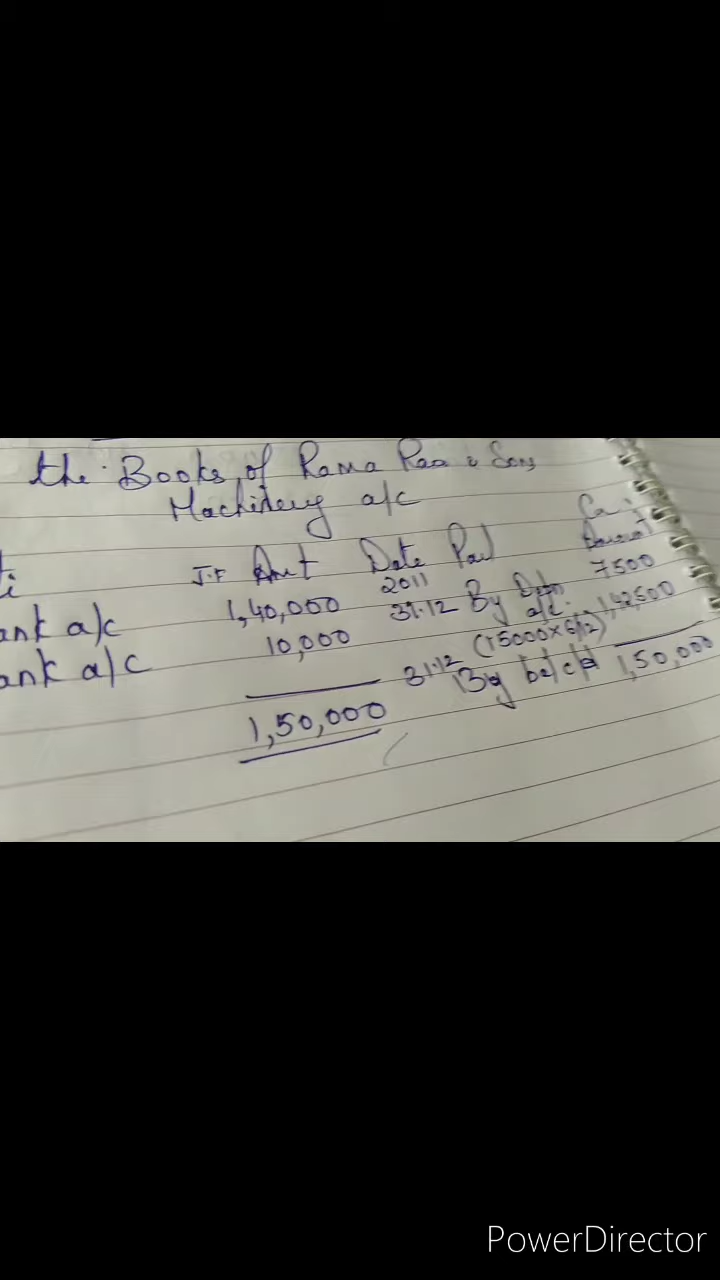 the Books of Rama Rao & Sons
Machinery a/c
J.F Amt Date
2011
ank a/c 1,40,000 31.12 By Depn 7500
ank a/c 10,000 a/c 1,42,500
(15000×6/12)
31.12 By bal c/d 1,50,000
1,50,000
PowerDirector